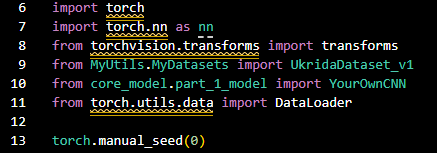 6 import torch
7 import torch.nn as nn
8 from torchvision.transforms import transforms
9 from MyUtils.MyDatasets import UkridaDataset_v1
10 from core_model.part_1_model import YourOwnCNN
11 from torch.utils.data import DataLoader
12
13 torch.manual_seed(0)